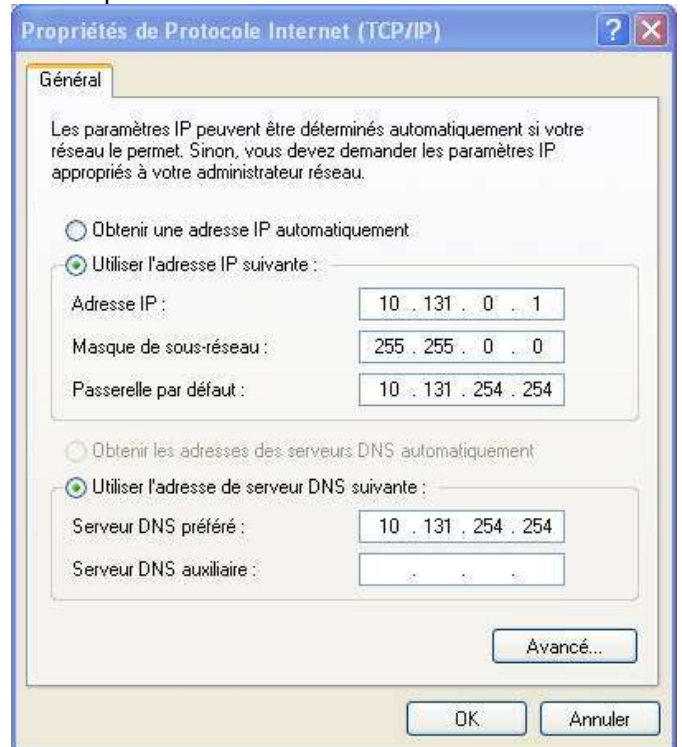 Propriétés de Protocole Internet (TCP/IP)
Général
Les paramètres IP peuvent être déterminés automatiquement si votre
réseau le permet. Sinon, vous devez demander les paramètres IP
appropriés à votre administrateur réseau.
Obtenir une adresse IP automatiquement
Utiliser l'adresse IP suivante :
Adresse IP : 10 . 131 . 0 . 1
Masque de sous-réseau : 255 . 255 . 0 . 0
Passerelle par défaut : 10 . 131 . 254 . 254
Obtenir les adresses des serveurs DNS automatiquement
Utiliser l'adresse de serveur DNS suivante :
Serveur DNS préféré : 10 . 131 . 254 . 254
Serveur DNS auxiliaire : . . .
Avancé...
OK Annuler